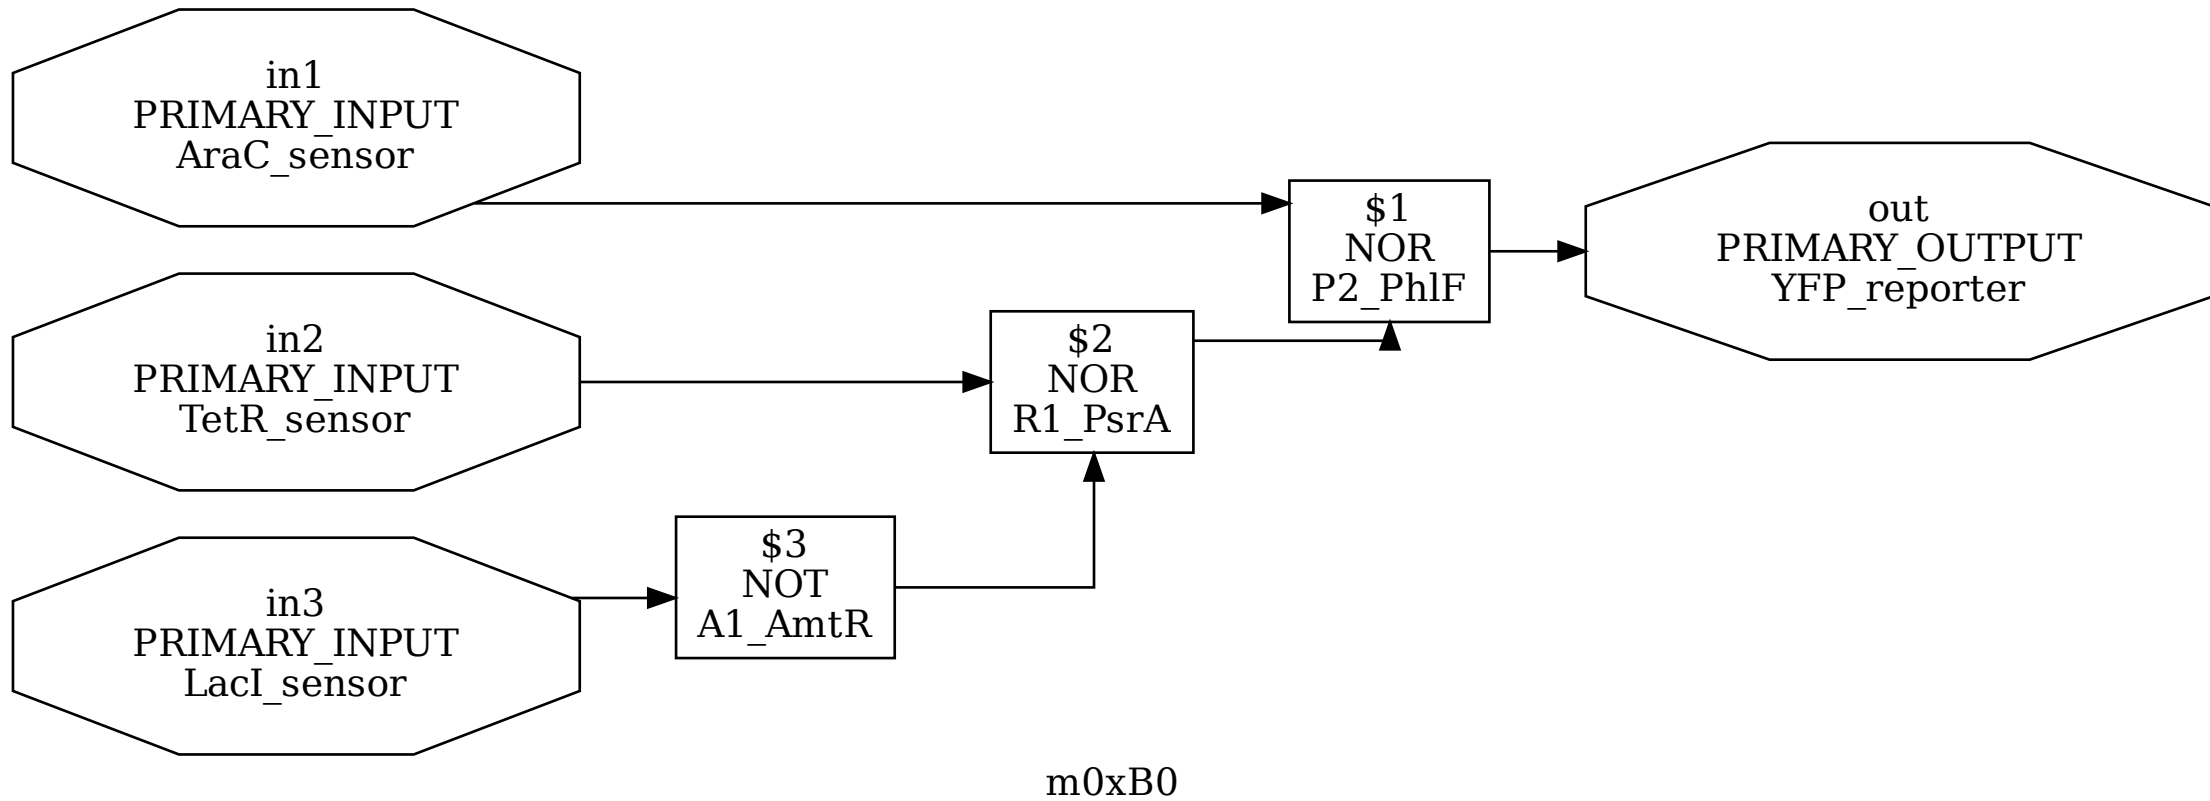 in1
PRIMARY_INPUT
AraC_sensor
in2
PRIMARY_INPUT
TetR_sensor
in3
PRIMARY_INPUT
LacI_sensor
$3
NOT
A1_AmtR
$2
NOR
R1_PsrA
$1
NOR
P2_PhlF
out
PRIMARY_OUTPUT
YFP_reporter
m0xB0